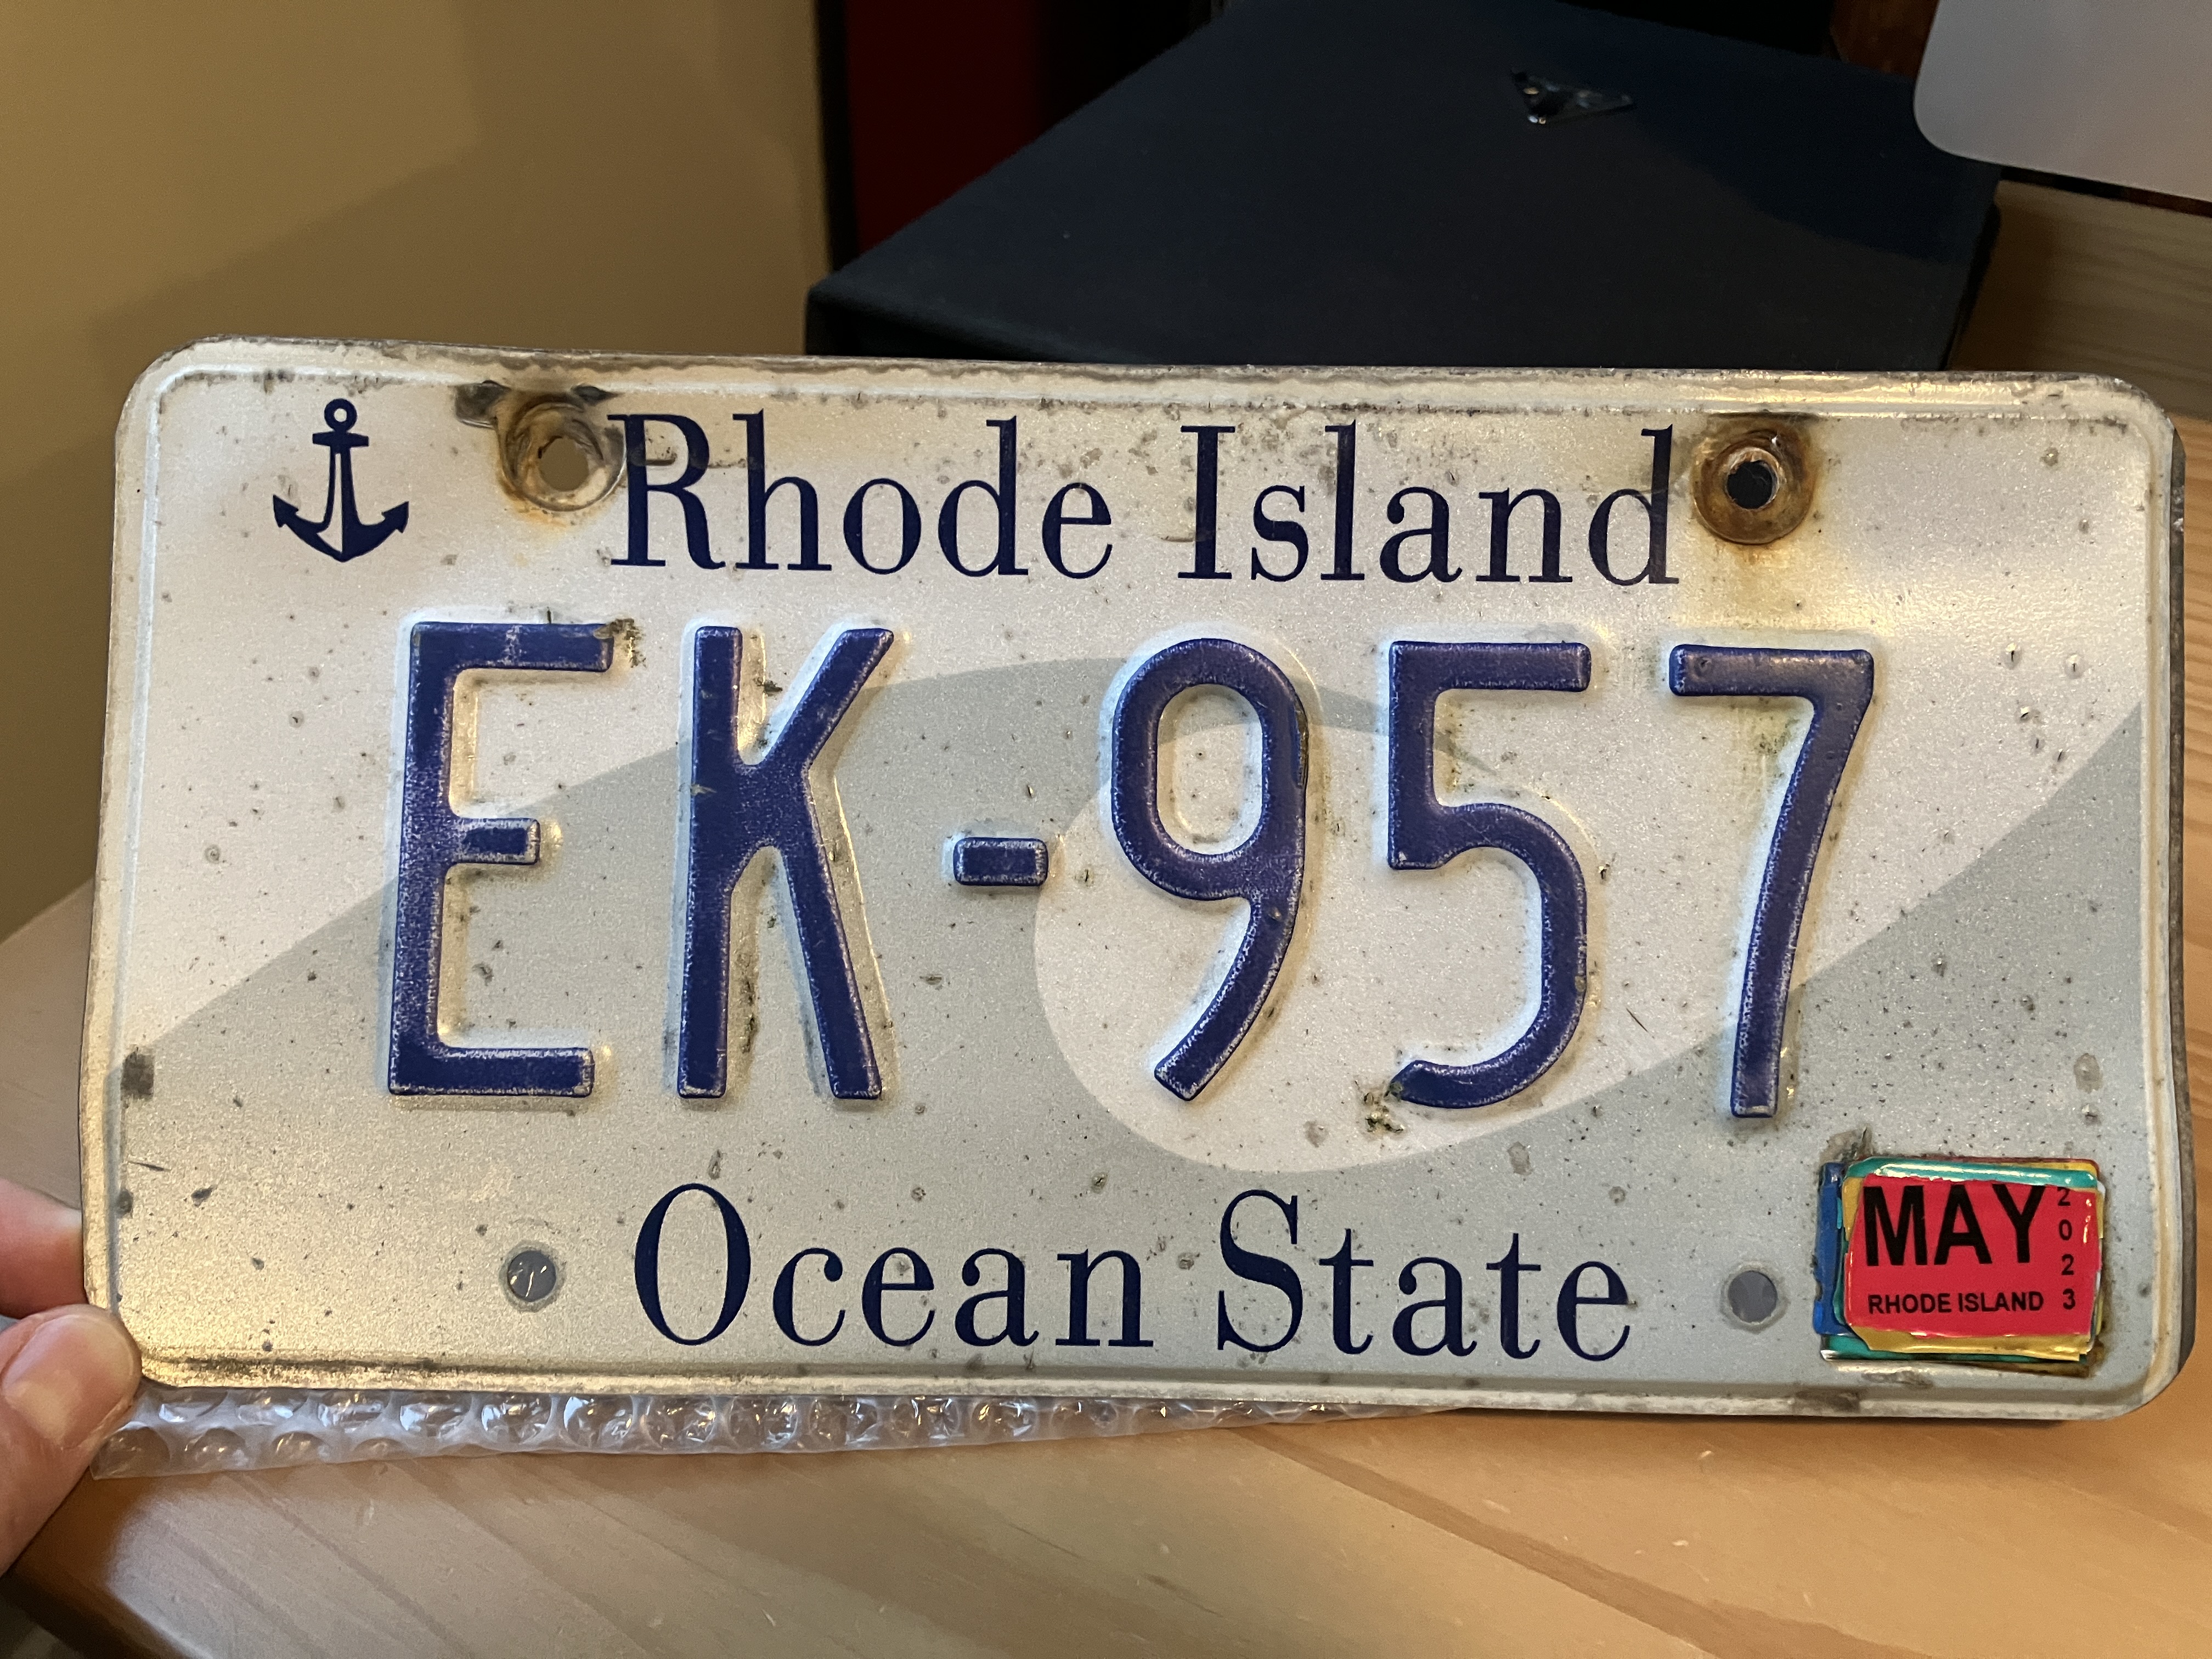 Rhode Island
EK-957
Ocean State
MAY 2023
RHODE ISLAND